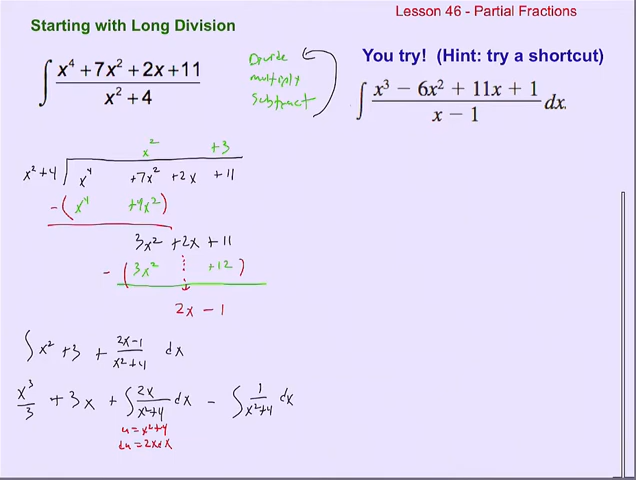 Lesson 46 - Partial Fractions
Starting with Long Division
∫ (x⁴ + 7x² + 2x + 11)/(x² + 4)
Divide
multiply
Subtract
You try! (Hint: try a shortcut)
∫ (x³ − 6x² + 11x + 1)/(x − 1) dx.
x² +3
x²+4 ) x⁴ +7x² +2x +11
-( x⁴ +4x² )
3x² +2x +11
- ( 3x² +12 )
2x - 1
∫ x² +3 + (2x-1)/(x²+4) dx
x³/3 + 3x + ∫ 2x/(x²+4) dx - ∫ 1/(x²+4) dx
u = x²+4
du = 2x dx